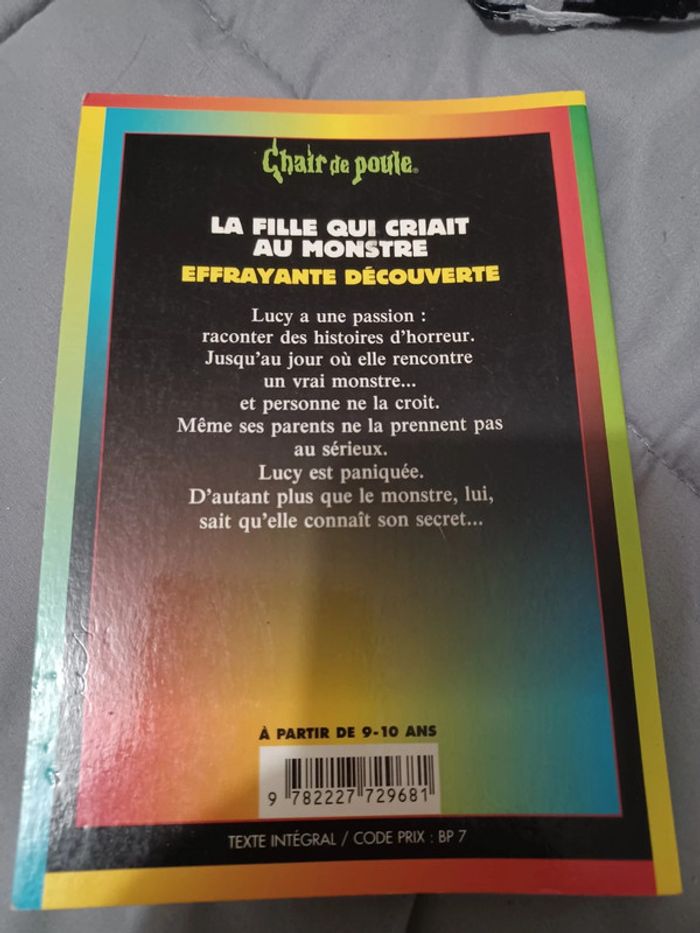 Chair de poule®
LA FILLE QUI CRIAIT
AU MONSTRE
EFFRAYANTE DÉCOUVERTE
Lucy a une passion :
raconter des histoires d'horreur.
Jusqu'au jour où elle rencontre
un vrai monstre...
et personne ne la croit.
Même ses parents ne la prennent pas
au sérieux.
Lucy est paniquée.
D'autant plus que le monstre, lui,
sait qu'elle connaît son secret...
À PARTIR DE 9-10 ANS
9 782227 729681
TEXTE INTÉGRAL / CODE PRIX : BP 7